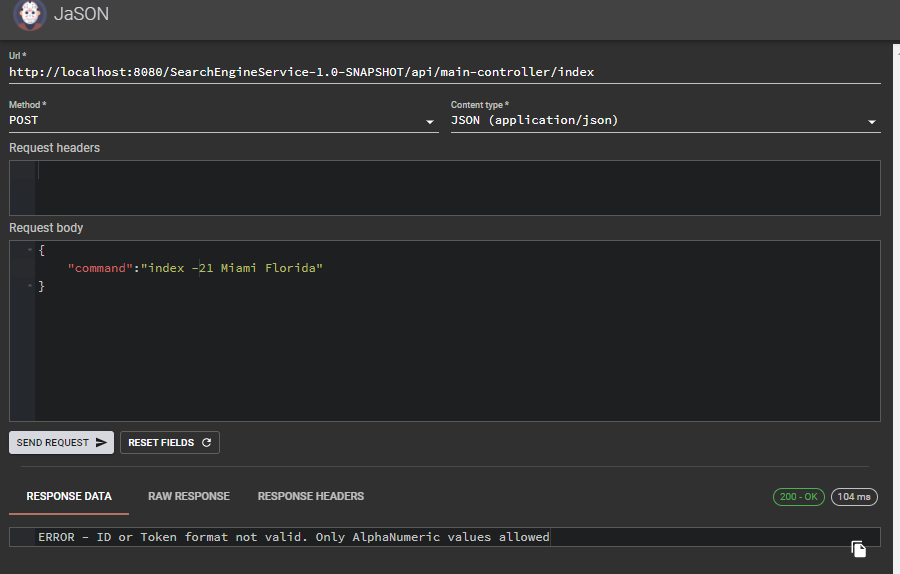 JaSON
Url *
http://localhost:8080/SearchEngineService-1.0-SNAPSHOT/api/main-controller/index
Method *
Content type *
POST
JSON (application/json)
Request headers
Request body
{
"command":"index -21 Miami Florida"
}
SEND REQUEST
RESET FIELDS
RESPONSE DATA
RAW RESPONSE
RESPONSE HEADERS
200 - OK
104 ms
ERROR - ID or Token format not valid. Only AlphaNumeric values allowed